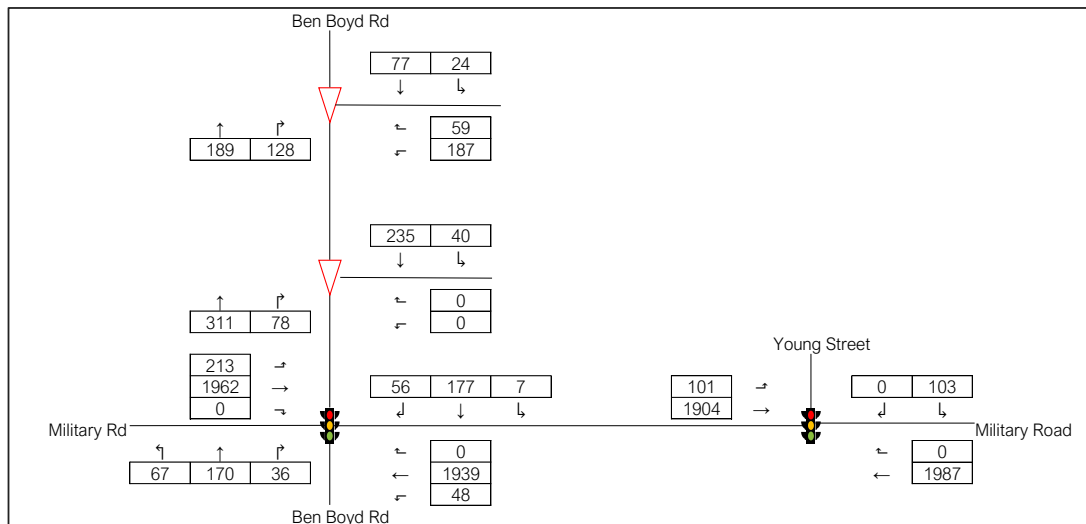 Ben Boyd Rd
77 24
↓ ↳
↑ ↱
59
189 128
187
235 40
↓ ↳
↑ ↱
0
311 78
0
Young Street
213
1962 →
0
56 177 7
↲ ↓ ↳
101
1904 →
0 103
↲ ↳
Military Rd
Military Road
↰ ↑ ↱
67 170 36
0
← 1939
48
0
← 1987
Ben Boyd Rd